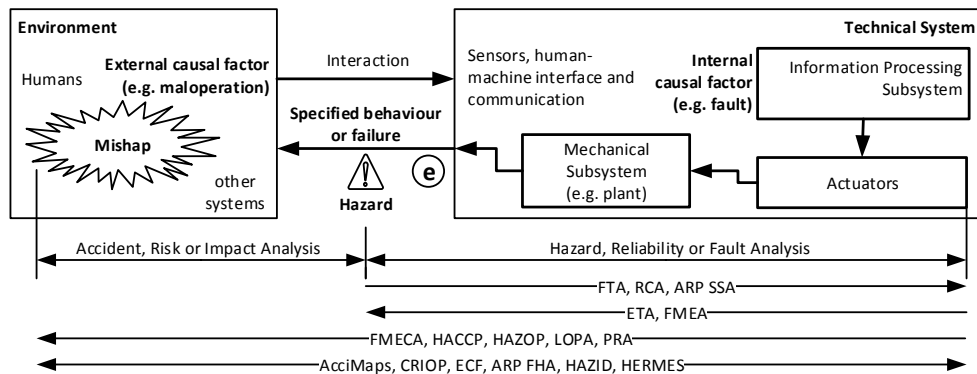 Environment
Technical System
Humans
External causal factor
(e.g. maloperation)
Mishap
other
systems
Interaction
Specified behaviour
or failure
e
Hazard
Sensors, human-
machine interface and
communication
Internal
causal factor
(e.g. fault)
Information Processing
Subsystem
Mechanical
Subsystem
(e.g. plant)
Actuators
Accident, Risk or Impact Analysis
Hazard, Reliability or Fault Analysis
FTA, RCA, ARP SSA
ETA, FMEA
FMECA, HACCP, HAZOP, LOPA, PRA
AcciMaps, CRIOP, ECF, ARP FHA, HAZID, HERMES